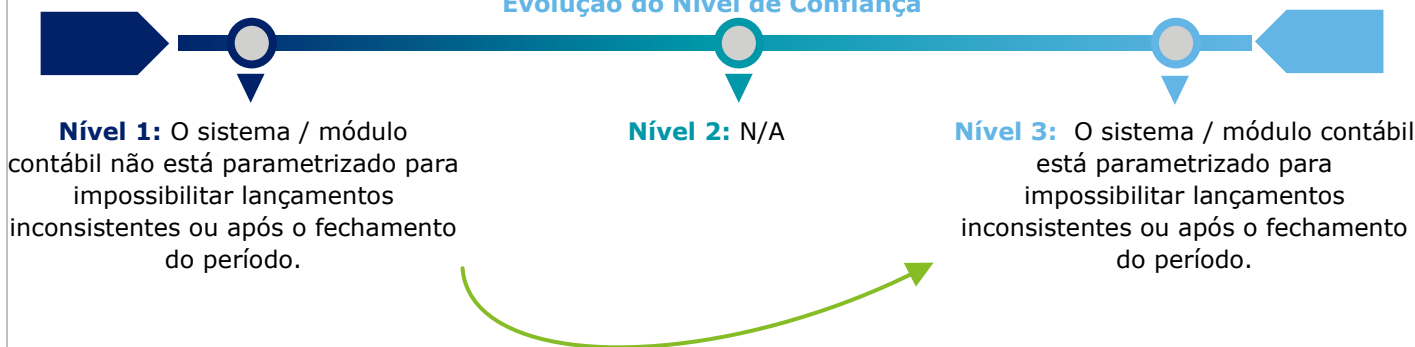 Evolução do Nível de Confiança
Nível 1: O sistema / módulo
contábil não está parametrizado para
impossibilitar lançamentos
inconsistentes ou após o fechamento
do período.
Nível 2: N/A
Nível 3: O sistema / módulo contábil
está parametrizado para
impossibilitar lançamentos
inconsistentes ou após o fechamento
do período.